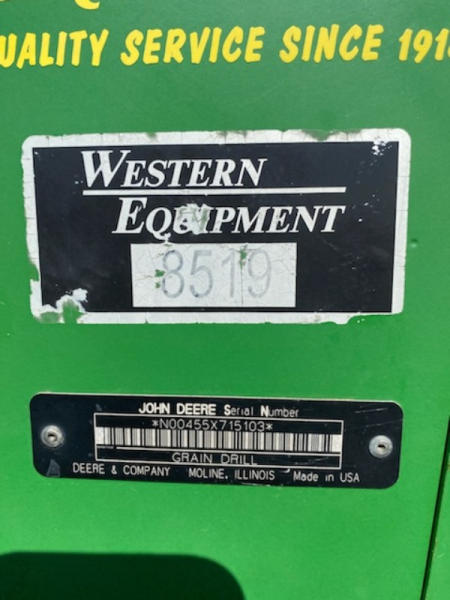 QUALITY SERVICE SINCE 191
WESTERN
EQUIPMENT
8519
JOHN DEERE Serial Number
*N00455X715103*
GRAIN DRILL
DEERE & COMPANY MOLINE, ILLINOIS Made in USA